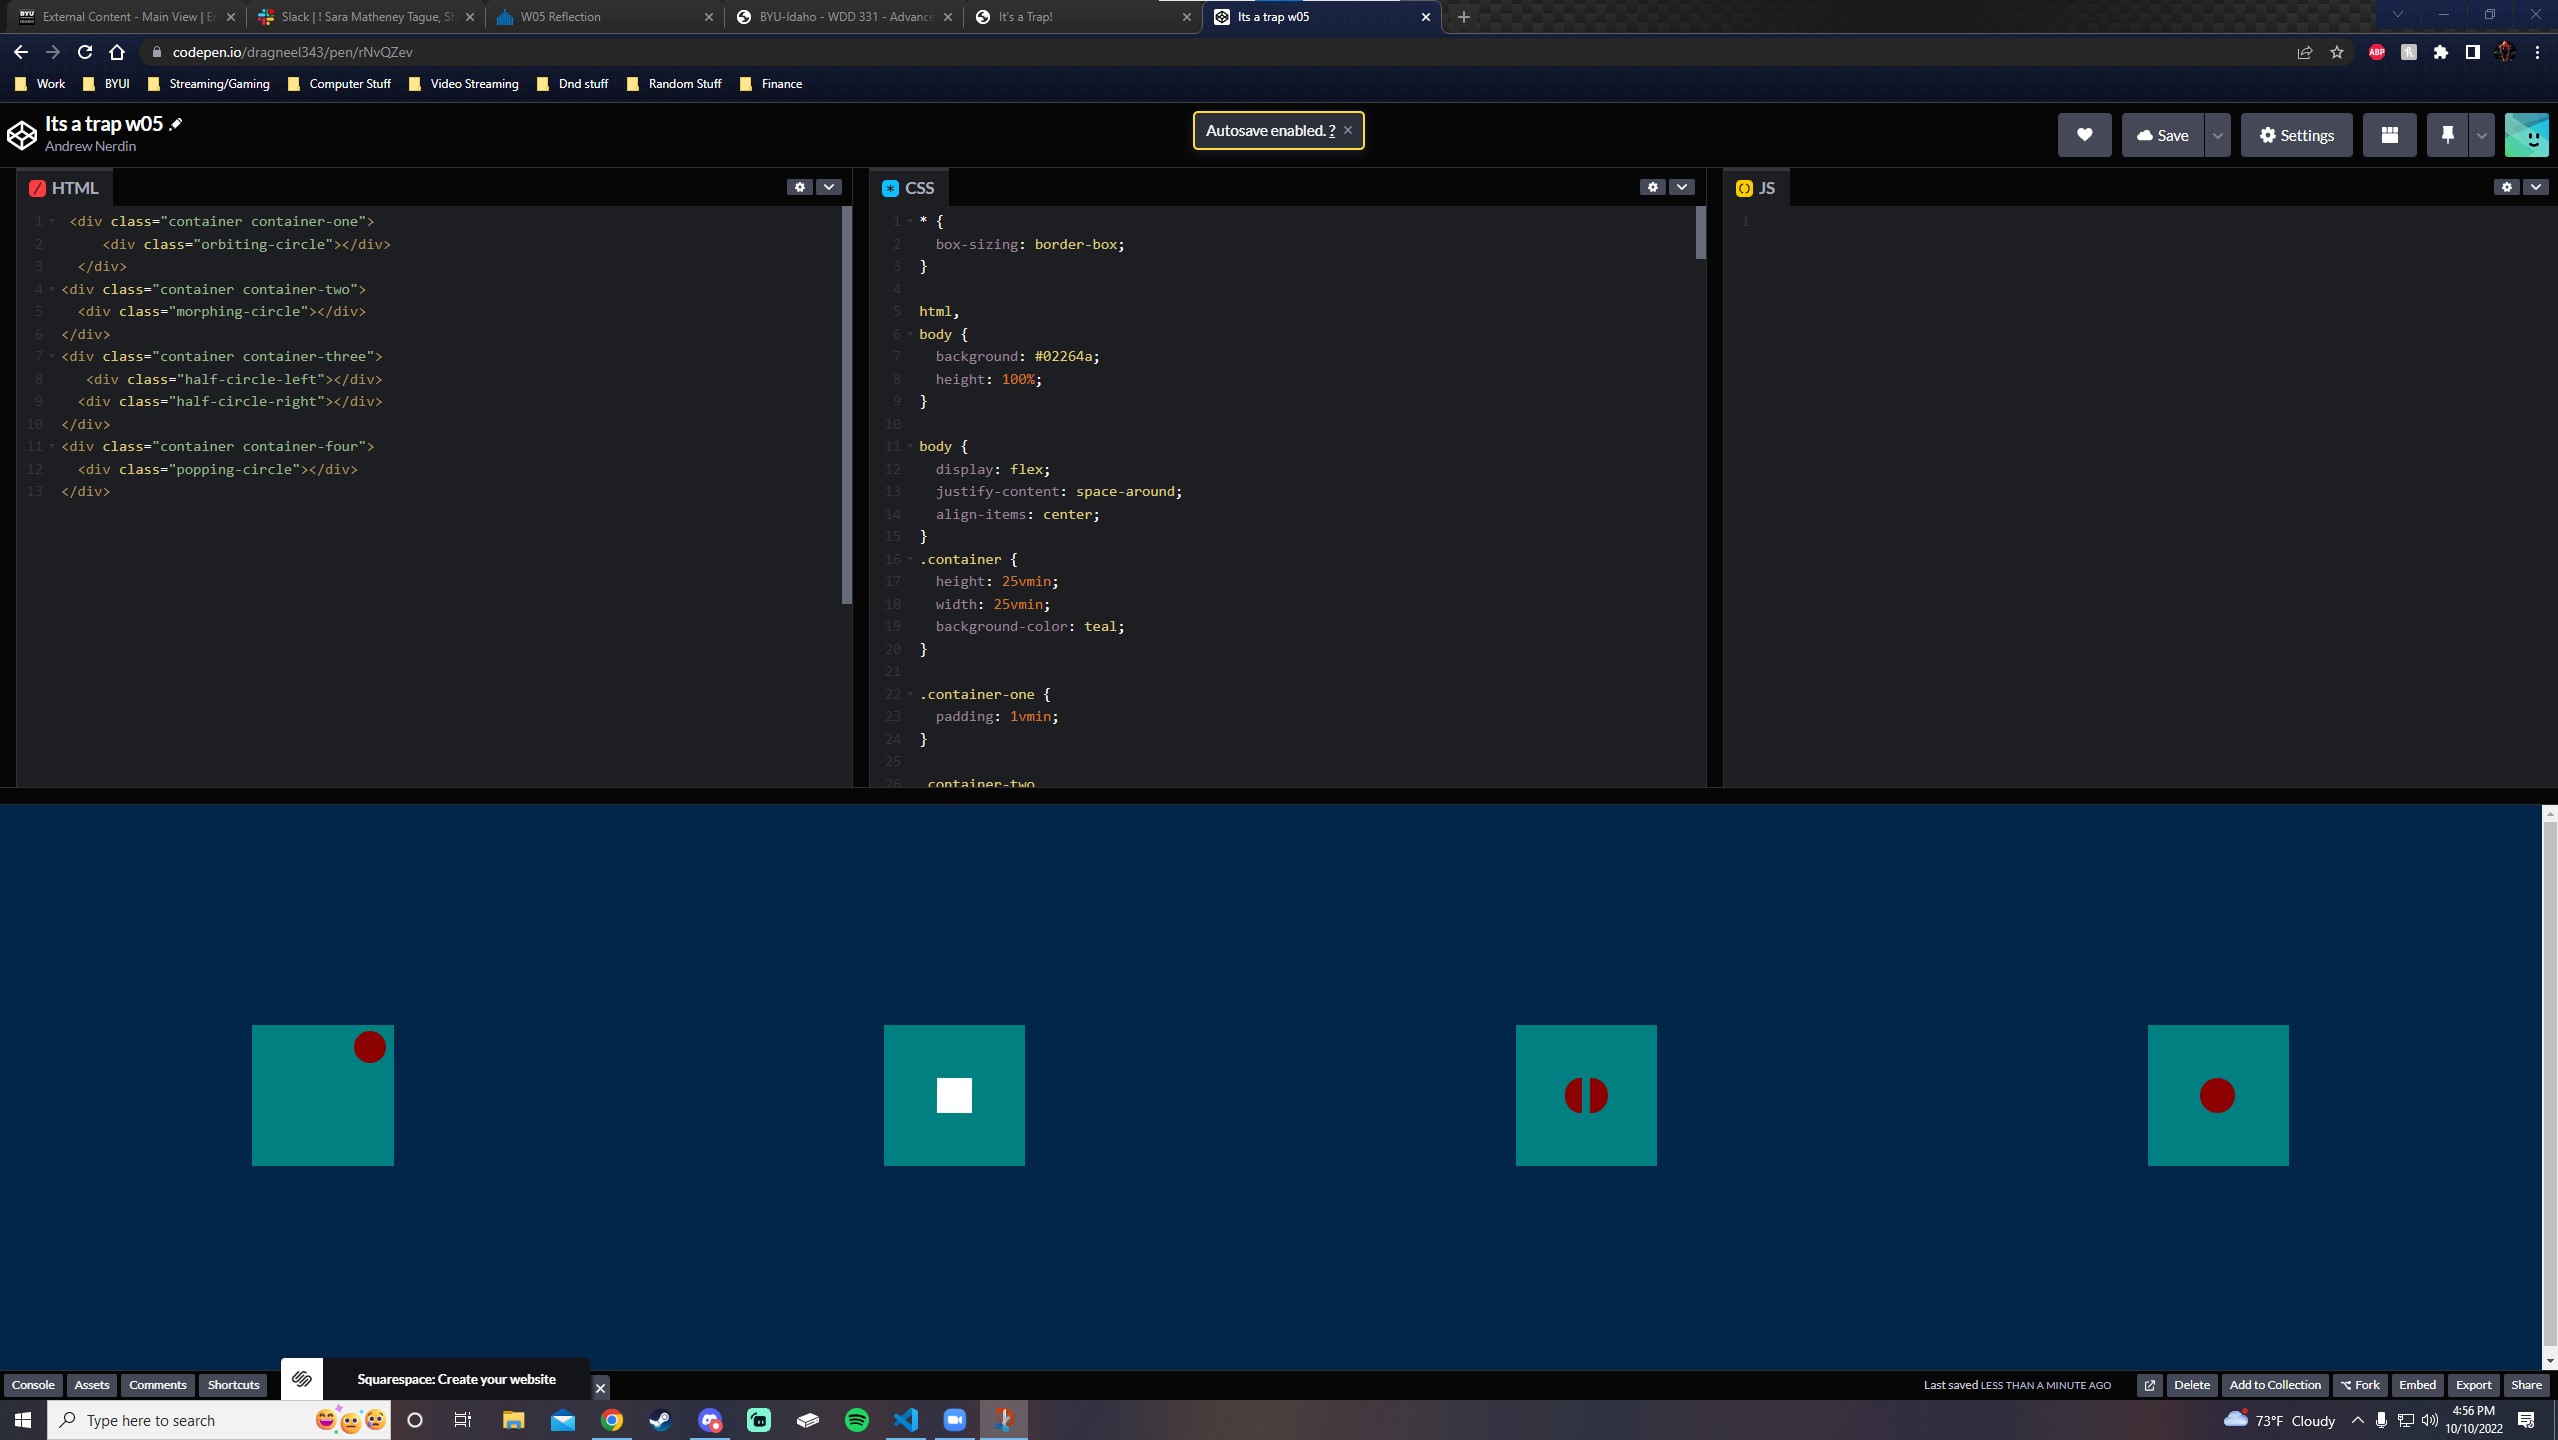 External Content - Main View | En
Slack | ! Sara Matheney Tague, Sh
W05 Reflection
BYU-Idaho - WDD 331 - Advance
It's a Trap!
Its a trap w05
codepen.io/dragneel343/pen/rNvQZev
ABP
Work
BYUI
Streaming/Gaming
Computer Stuff
Video Streaming
Dnd stuff
Random Stuff
Finance
Its a trap w05
Andrew Nerdin
Autosave enabled. ?
Save
Settings
HTML
1 <div class="container container-one">
2 <div class="orbiting-circle"></div>
3 </div>
4 <div class="container container-two">
5 <div class="morphing-circle"></div>
6 </div>
7 <div class="container container-three">
8 <div class="half-circle-left"></div>
9 <div class="half-circle-right"></div>
10 </div>
11 <div class="container container-four">
12 <div class="popping-circle"></div>
13 </div>
CSS
1 * {
2 box-sizing: border-box;
3 }
4
5 html,
6 body {
7 background: #02264a;
8 height: 100%;
9 }
10
11 body {
12 display: flex;
13 justify-content: space-around;
14 align-items: center;
15 }
16 .container {
17 height: 25vmin;
18 width: 25vmin;
19 background-color: teal;
20 }
21
22 .container-one {
23 padding: 1vmin;
24 }
25
26 .container-two
JS
1
Console
Assets
Comments
Shortcuts
Squarespace: Create your website
Last saved LESS THAN A MINUTE AGO
Delete
Add to Collection
Fork
Embed
Export
Share
Type here to search
73°F Cloudy
4:56 PM
10/10/2022